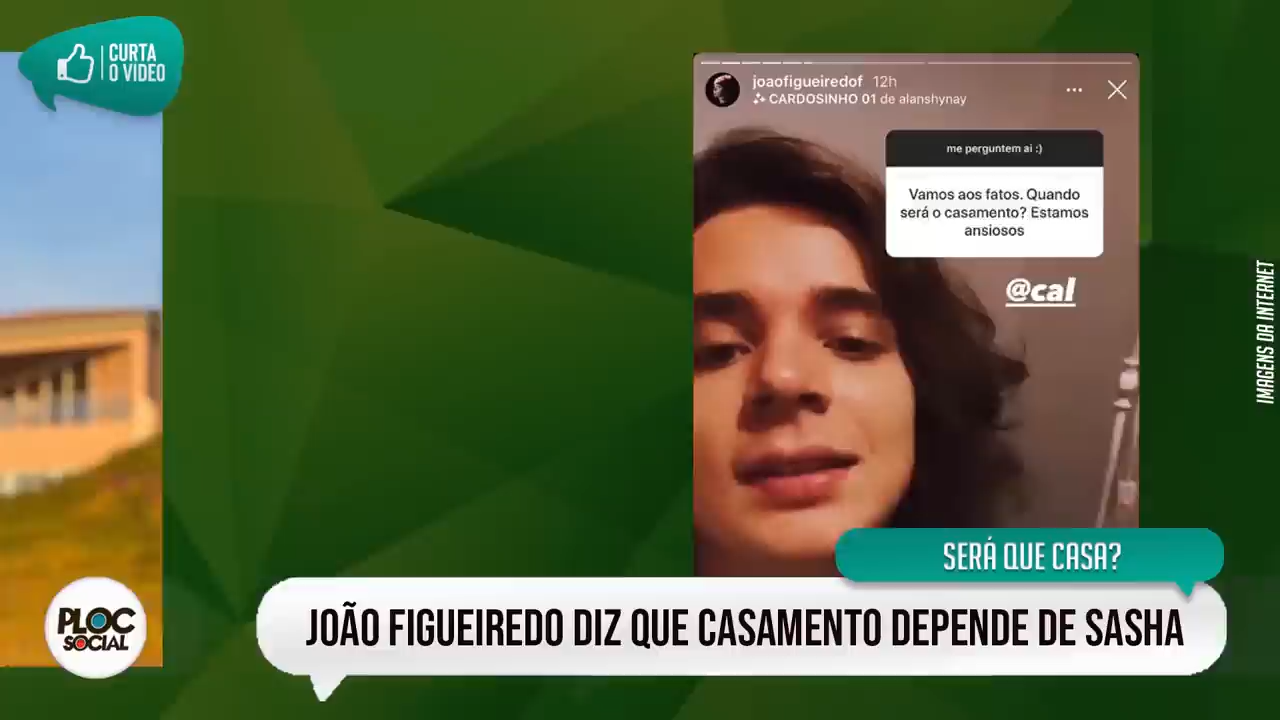 CURTA
O VIDEO
joaofigueiredof 12h
CARDOSINHO 01 de alanshynay
me perguntem ai :)
Vamos aos fatos. Quando
será o casamento? Estamos
ansiosos
@cal
IMAGENS DA INTERNET
SERÁ QUE CASA?
JOÃO FIGUEIREDO DIZ QUE CASAMENTO DEPENDE DE SASHA
PLOC
SOCIAL